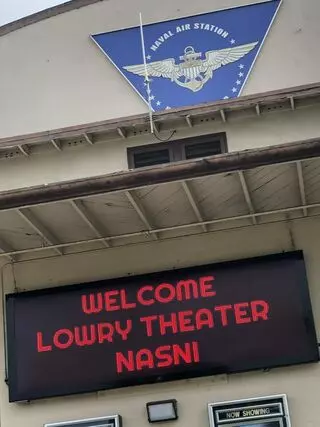 NAVAL AIR STATION
WELCOME
LOWRY THEATER
NASNI
NOW SHOWING